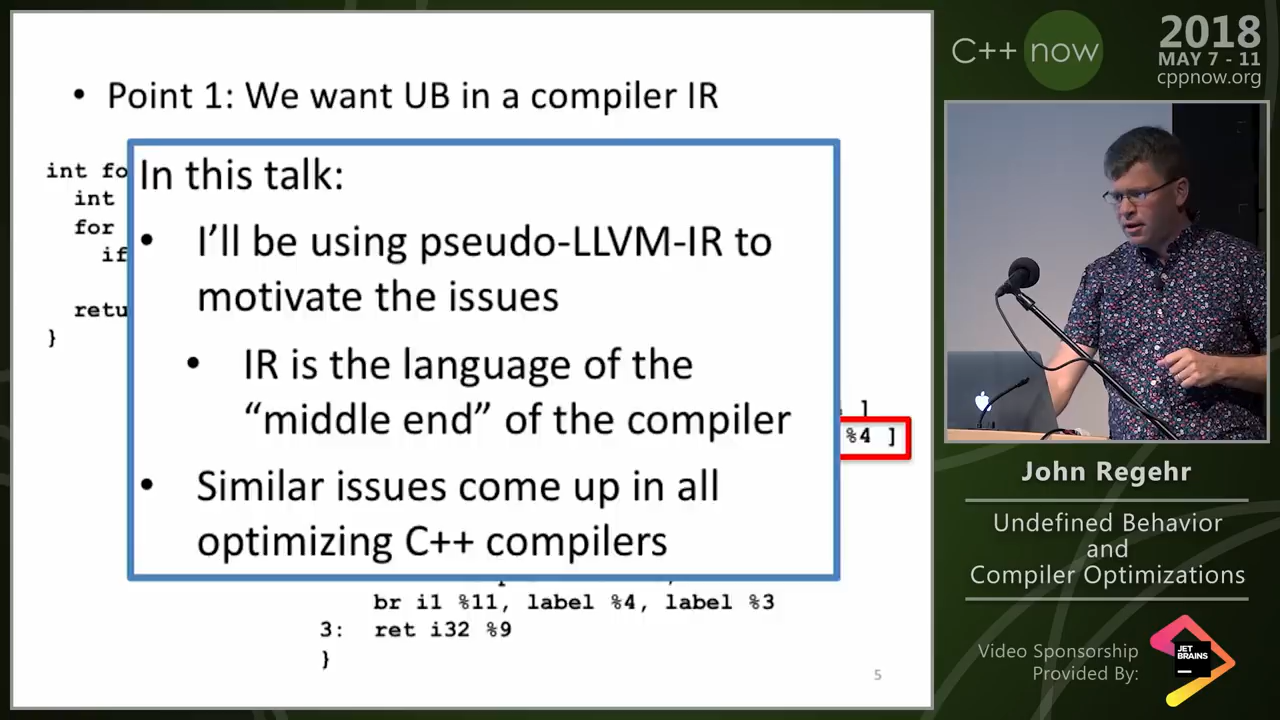 • Point 1: We want UB in a compiler IR
int fo
int
for
if
retu
}
In this talk:
• I'll be using pseudo-LLVM-IR to
motivate the issues
• IR is the language of the
“middle end” of the compiler
• Similar issues come up in all
optimizing C++ compilers
]
%4 ]
br i1 %11, label %4, label %3
3: ret i32 %9
}
5
C++ now
2018
MAY 7 - 11
cppnow.org
John Regehr
Undefined Behavior
and
Compiler Optimizations
Video Sponsorship
Provided By:
JET
BRAINS